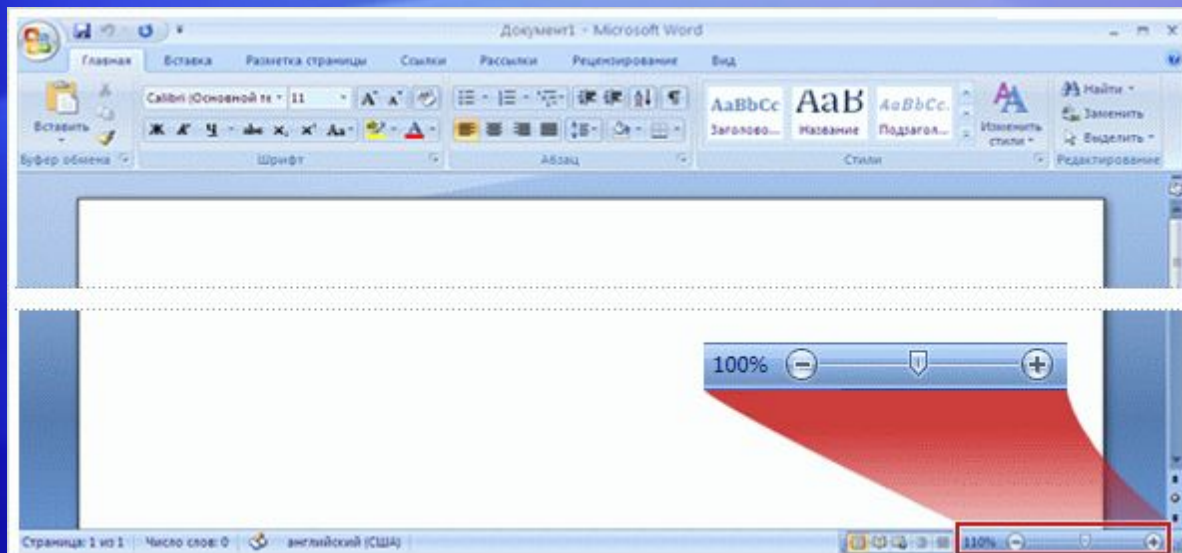 Документ1 - Microsoft Word
Главная Вставка Разметка страницы Ссылки Рассылки Рецензирование Вид
Вставить
Calibri (Основной те 11
Ж К Ч abc x, x' Aa A
AaBbCc AaB AaBbCc.
Заголово... Название Подзагол...
Изменить стили
Найти
Заменить
Выделить
Буфер обмена Шрифт Абзац Стили Редактирование
100%
Страница: 1 из 1 Число слов: 0 английский (США) 110%